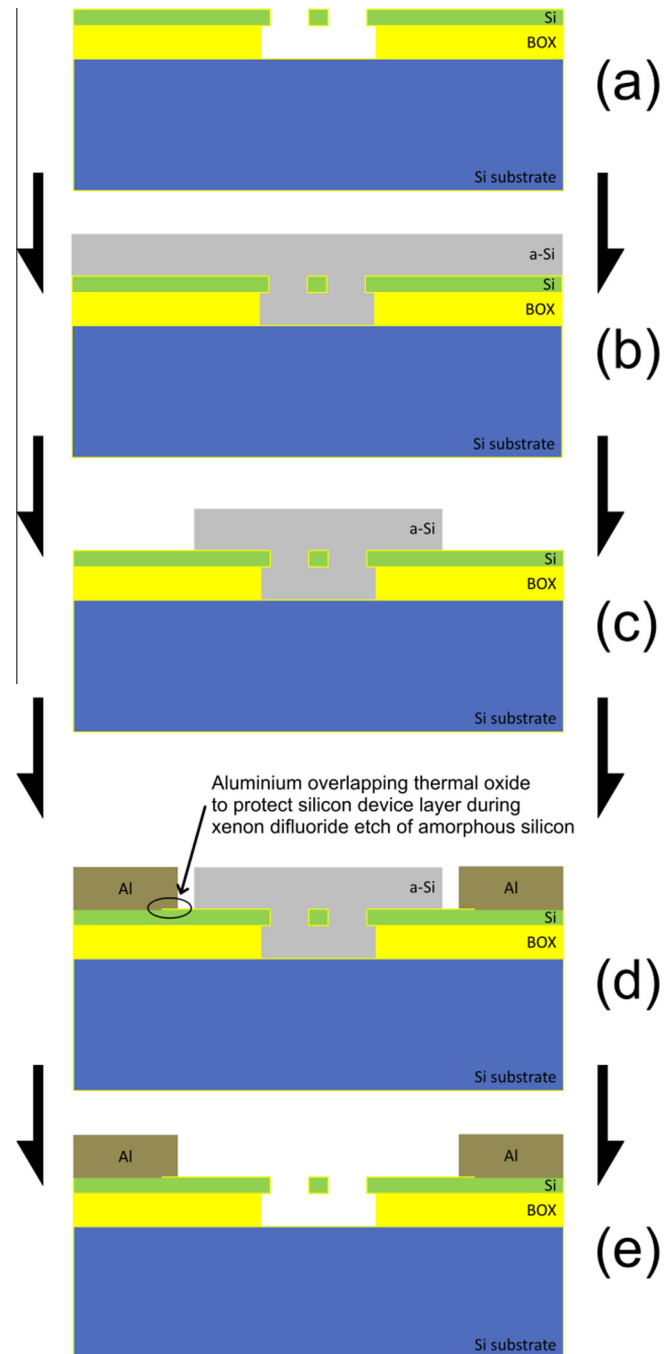 Si
BOX
Si substrate
(a)
a-Si
Si
BOX
Si substrate
(b)
a-Si
Si
BOX
Si substrate
(c)
Aluminium overlapping thermal oxide
to protect silicon device layer during
xenon difluoride etch of amorphous silicon
Al
a-Si
Al
Si
BOX
Si substrate
(d)
Al
Al
Si
BOX
Si substrate
(e)